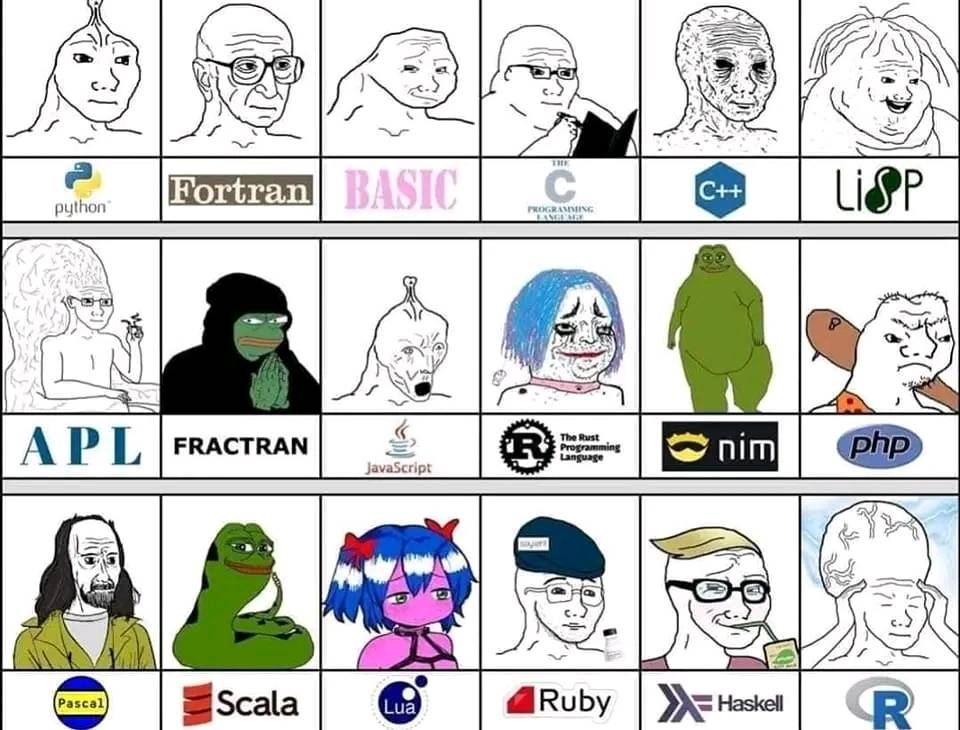 python
Fortran
BASIC
THE
C
PROGRAMMING
LANGUAGE
C++
LiSP
APL
FRACTRAN
JavaScript
R
The Rust
Programming
Language
nim
php
Pascal
Scala
Lua
Ruby
Haskell
R